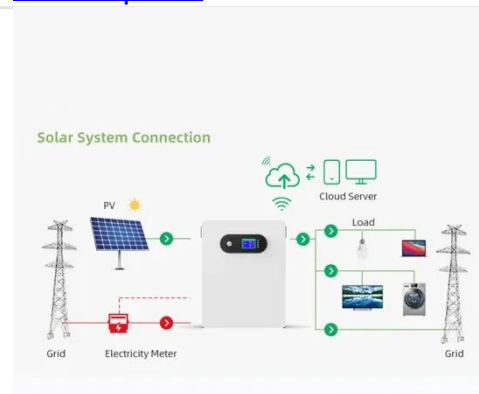 Solar System Connection
Cloud Server
PV
Load
Grid
Electricity Meter
Grid